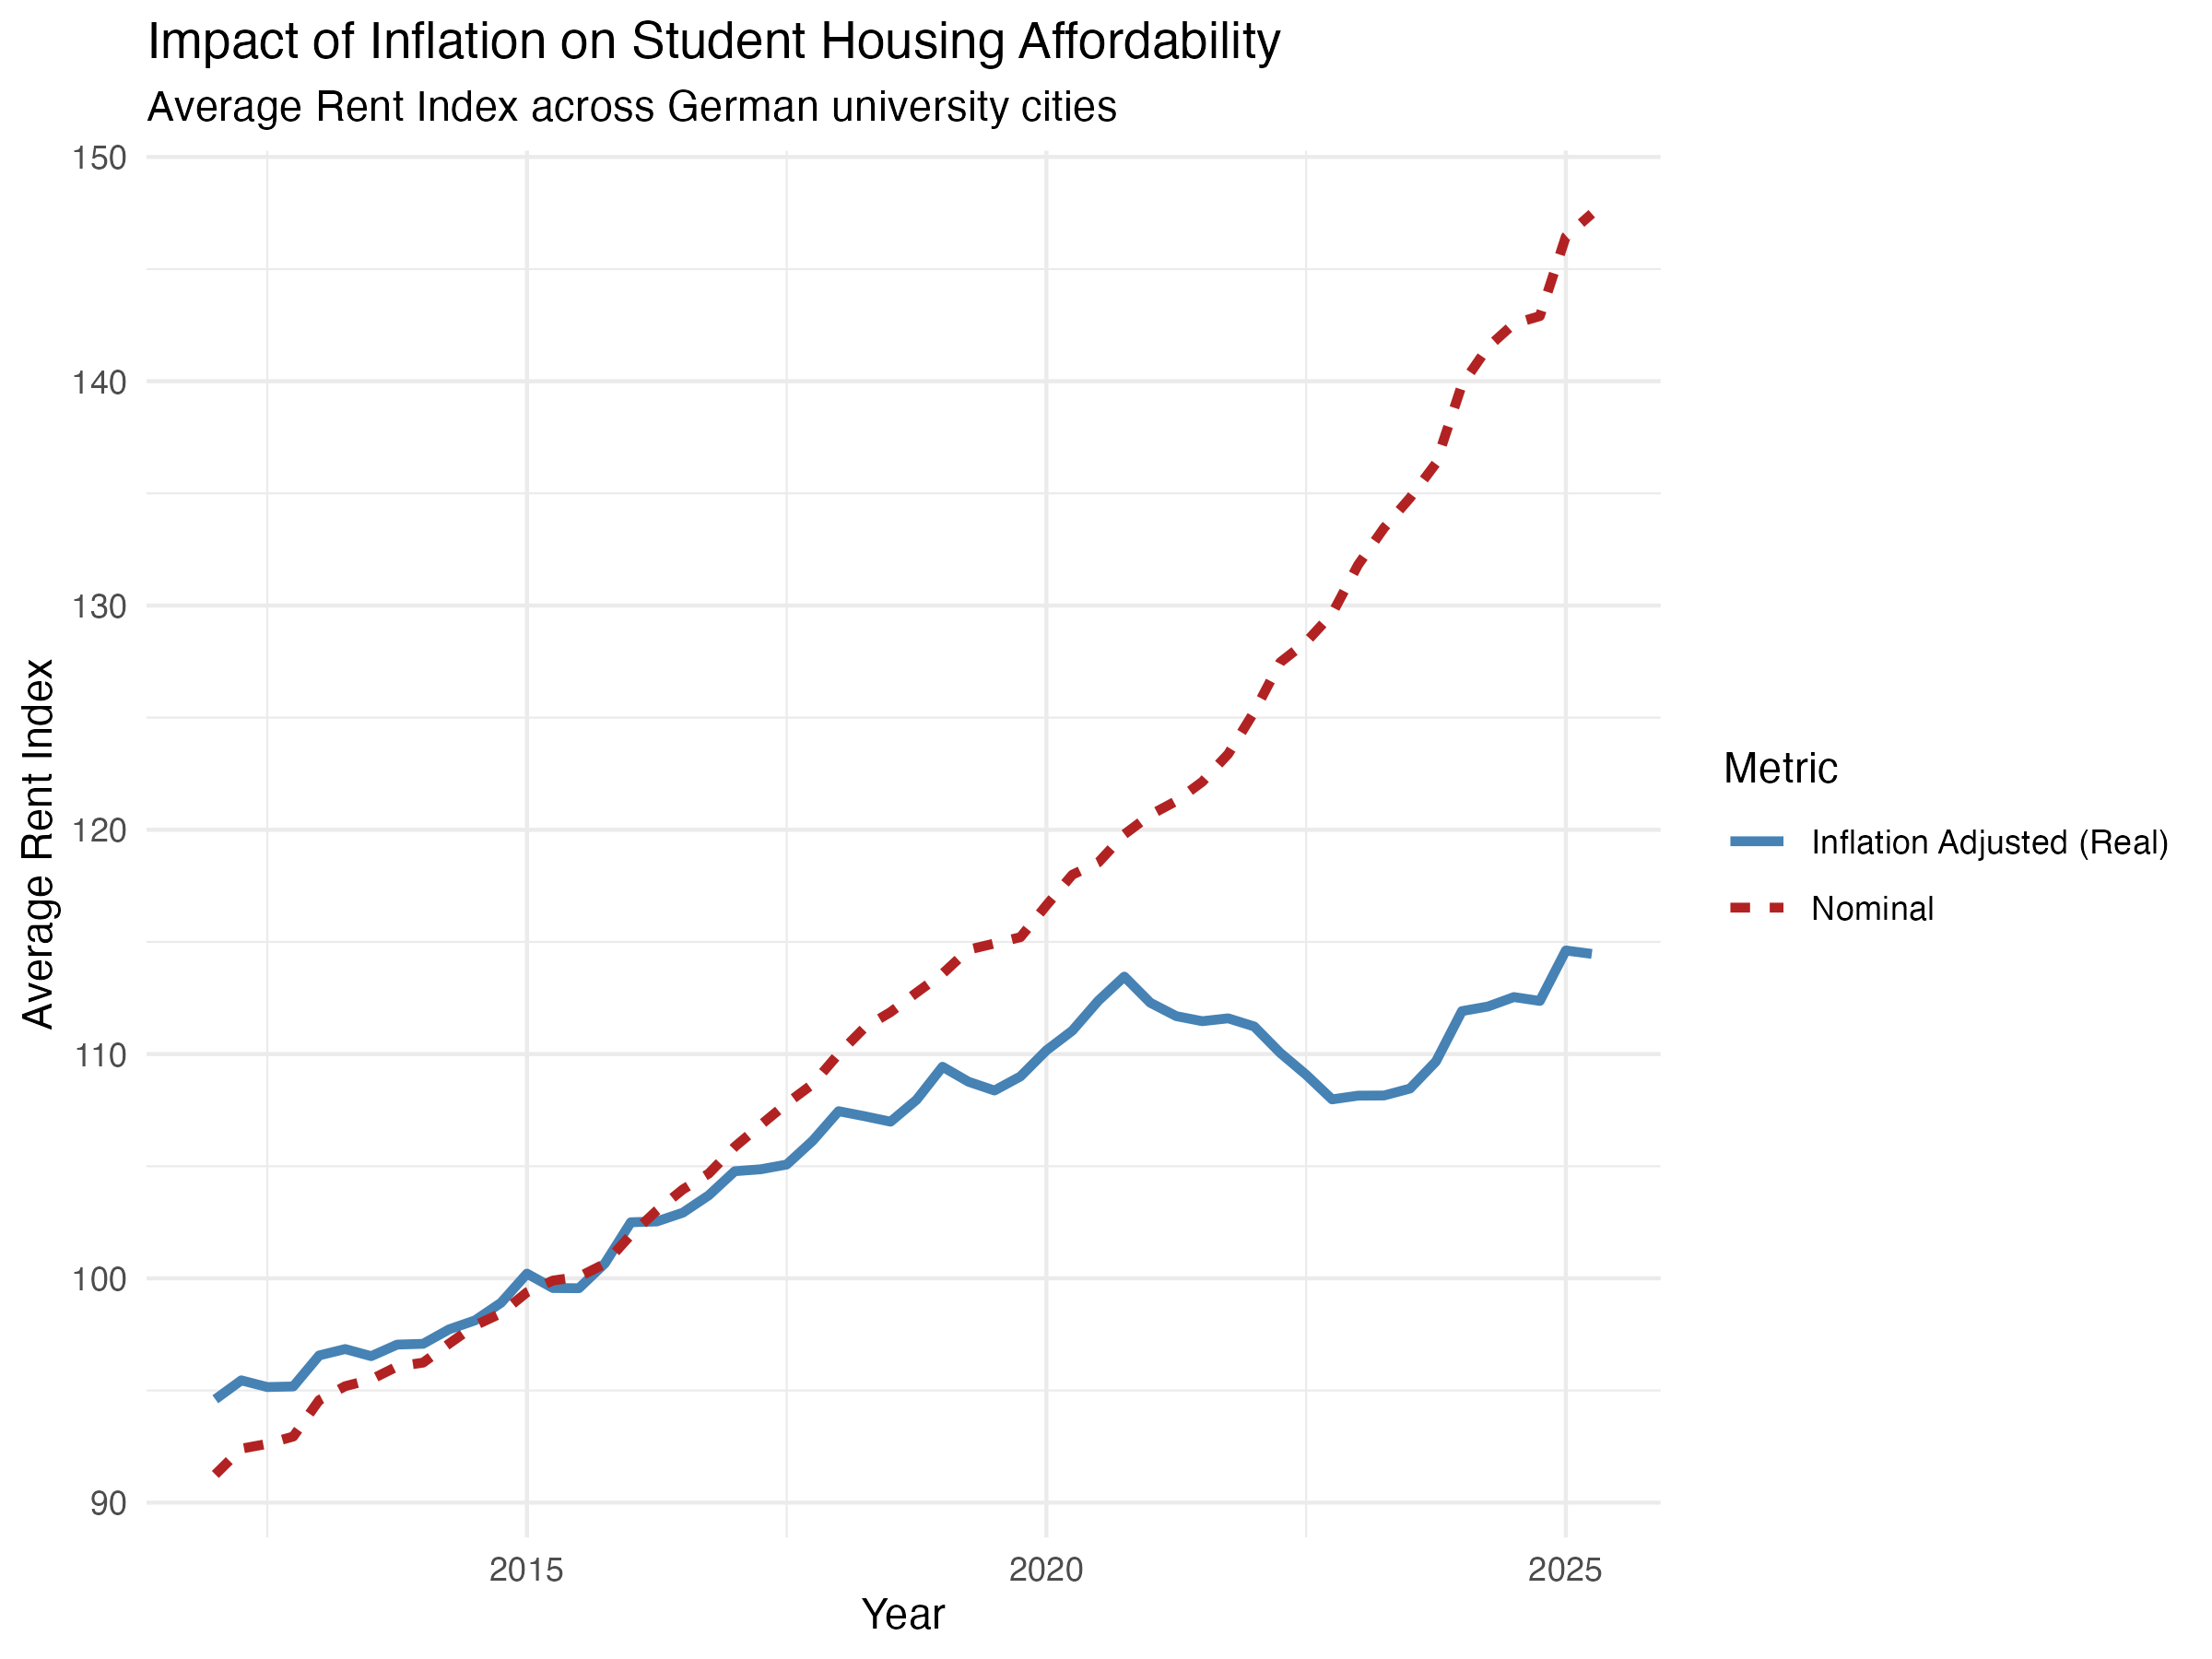 Impact of Inflation on Student Housing Affordability
Average Rent Index across German university cities
150
140
130
120
110
100
90
Average Rent Index
2015
2020
2025
Year
Metric
Inflation Adjusted (Real)
Nominal